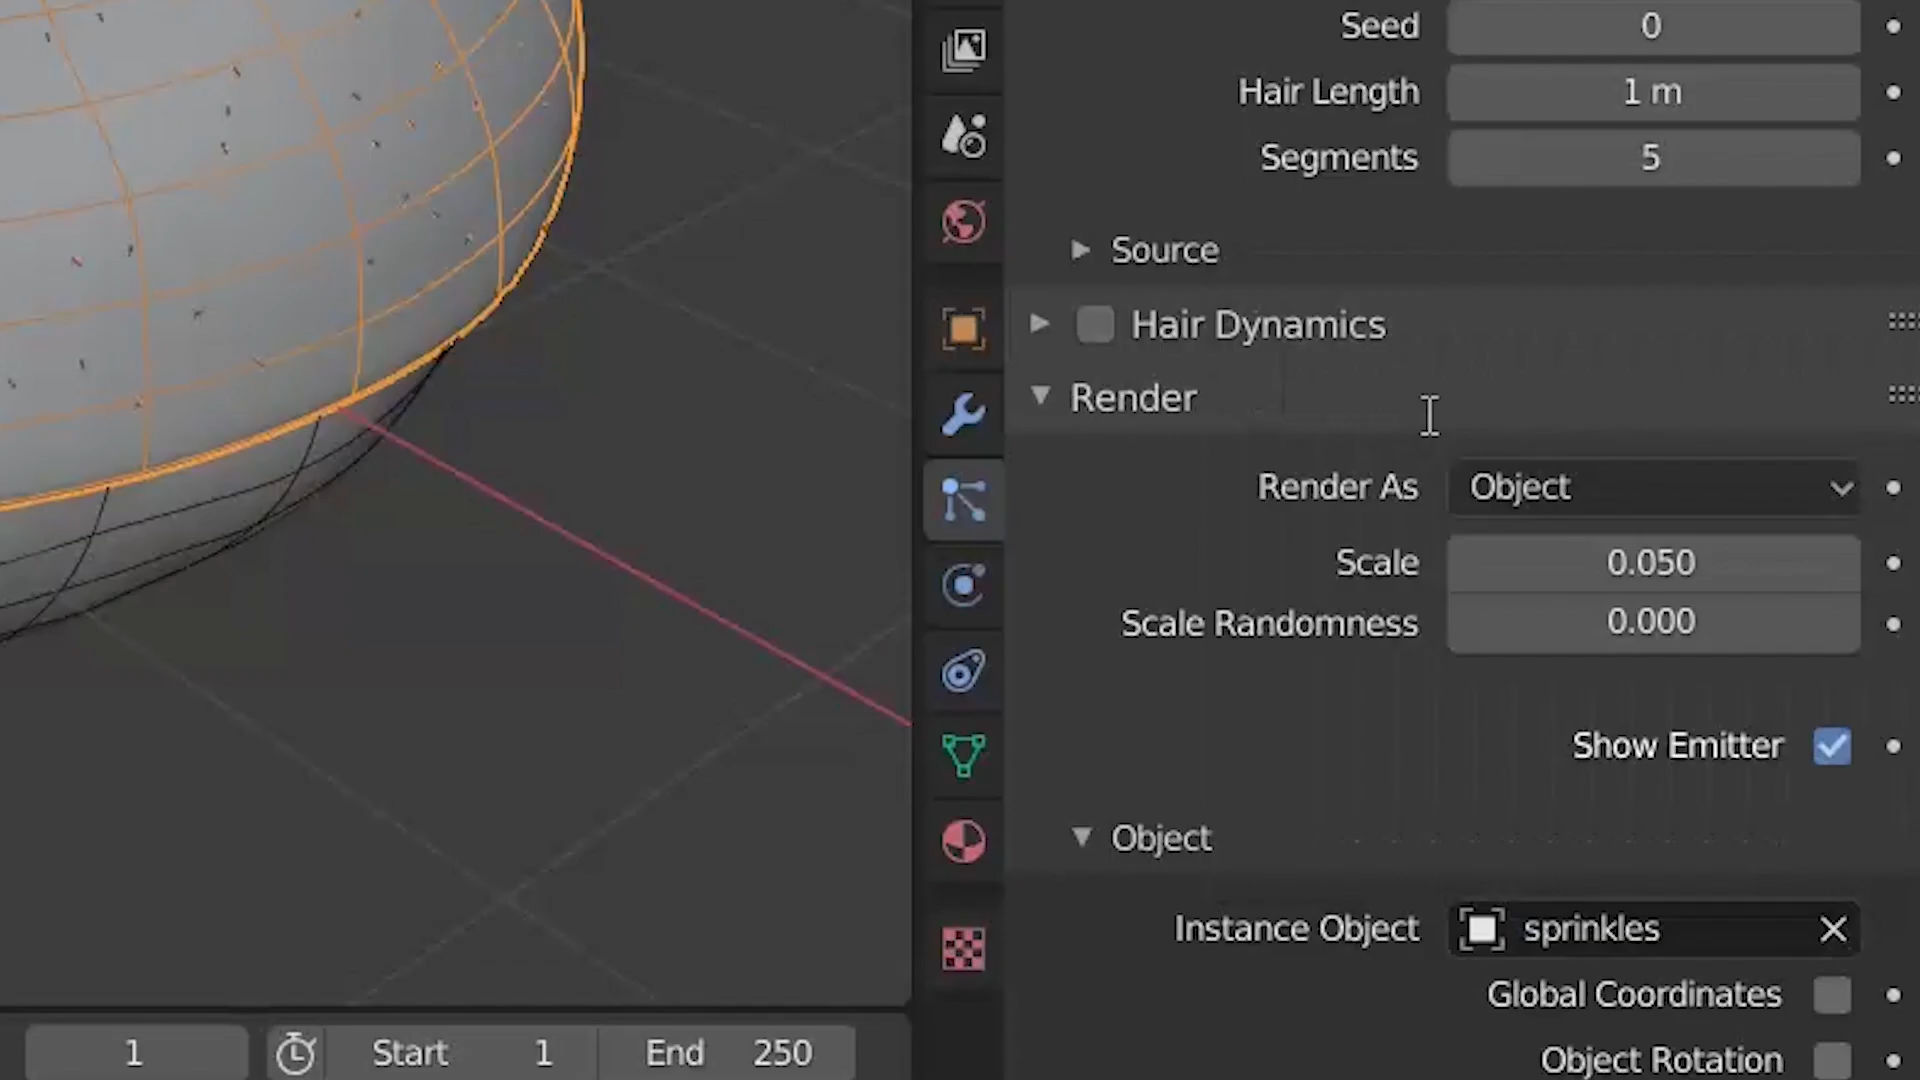 Seed 0
Hair Length 1 m
Segments 5
Source
Hair Dynamics
Render
Render As Object
Scale 0.050
Scale Randomness 0.000
Show Emitter
Object
Instance Object sprinkles
Global Coordinates
Object Rotation
1 Start 1 End 250